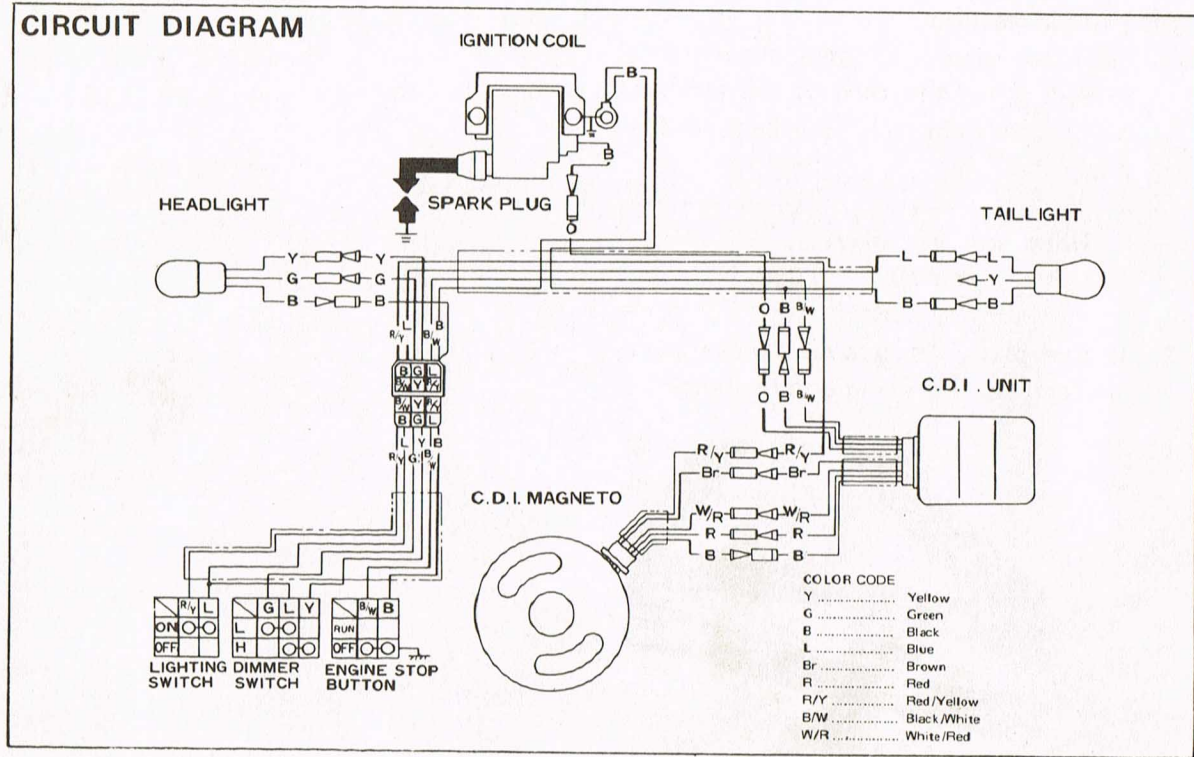 CIRCUIT DIAGRAM
IGNITION COIL
B
B
O
SPARK PLUG
HEADLIGHT
TAILLIGHT
Y Y
G G
B B
L L
Y
B B
L B
R/Y B/W
B G L
B/W Y R/Y
B/W Y R/Y
B G L
L Y B
R/Y G B/W
O B B/W
O B B/W
C.D.I. UNIT
R/Y R/Y
Br Br
C.D.I. MAGNETO
W/R W/R
R R
B B
R/Y L
ON
OFF
LIGHTING SWITCH
G L Y
L
H
DIMMER SWITCH
B/W B
RUN
OFF
ENGINE STOP BUTTON
COLOR CODE
Y .................... Yellow
G .................... Green
B .................... Black
L .................... Blue
Br .................... Brown
R .................... Red
R/Y .................... Red/Yellow
B/W .................... Black/White
W/R .................... White/Red